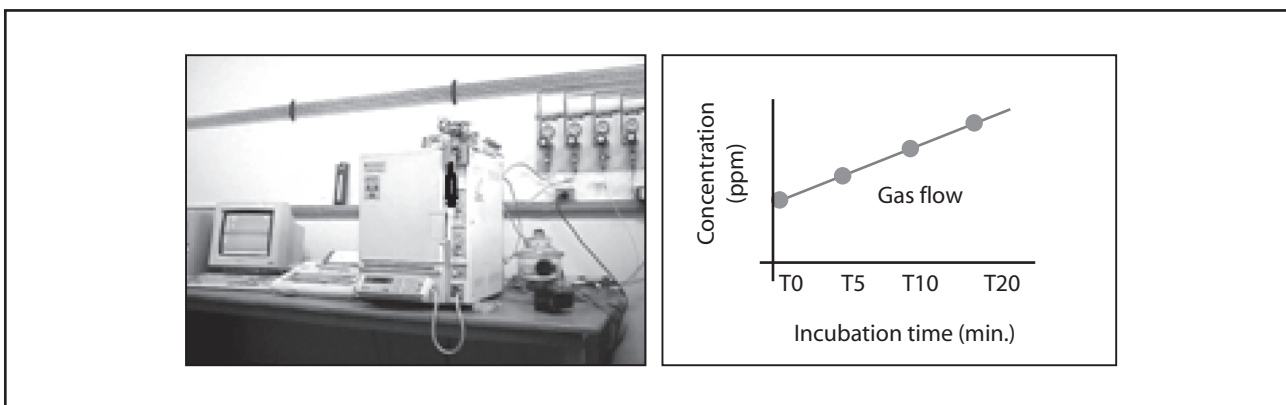 Concentration
(ppm)
Gas flow
T0 T5 T10 T20
Incubation time (min.)